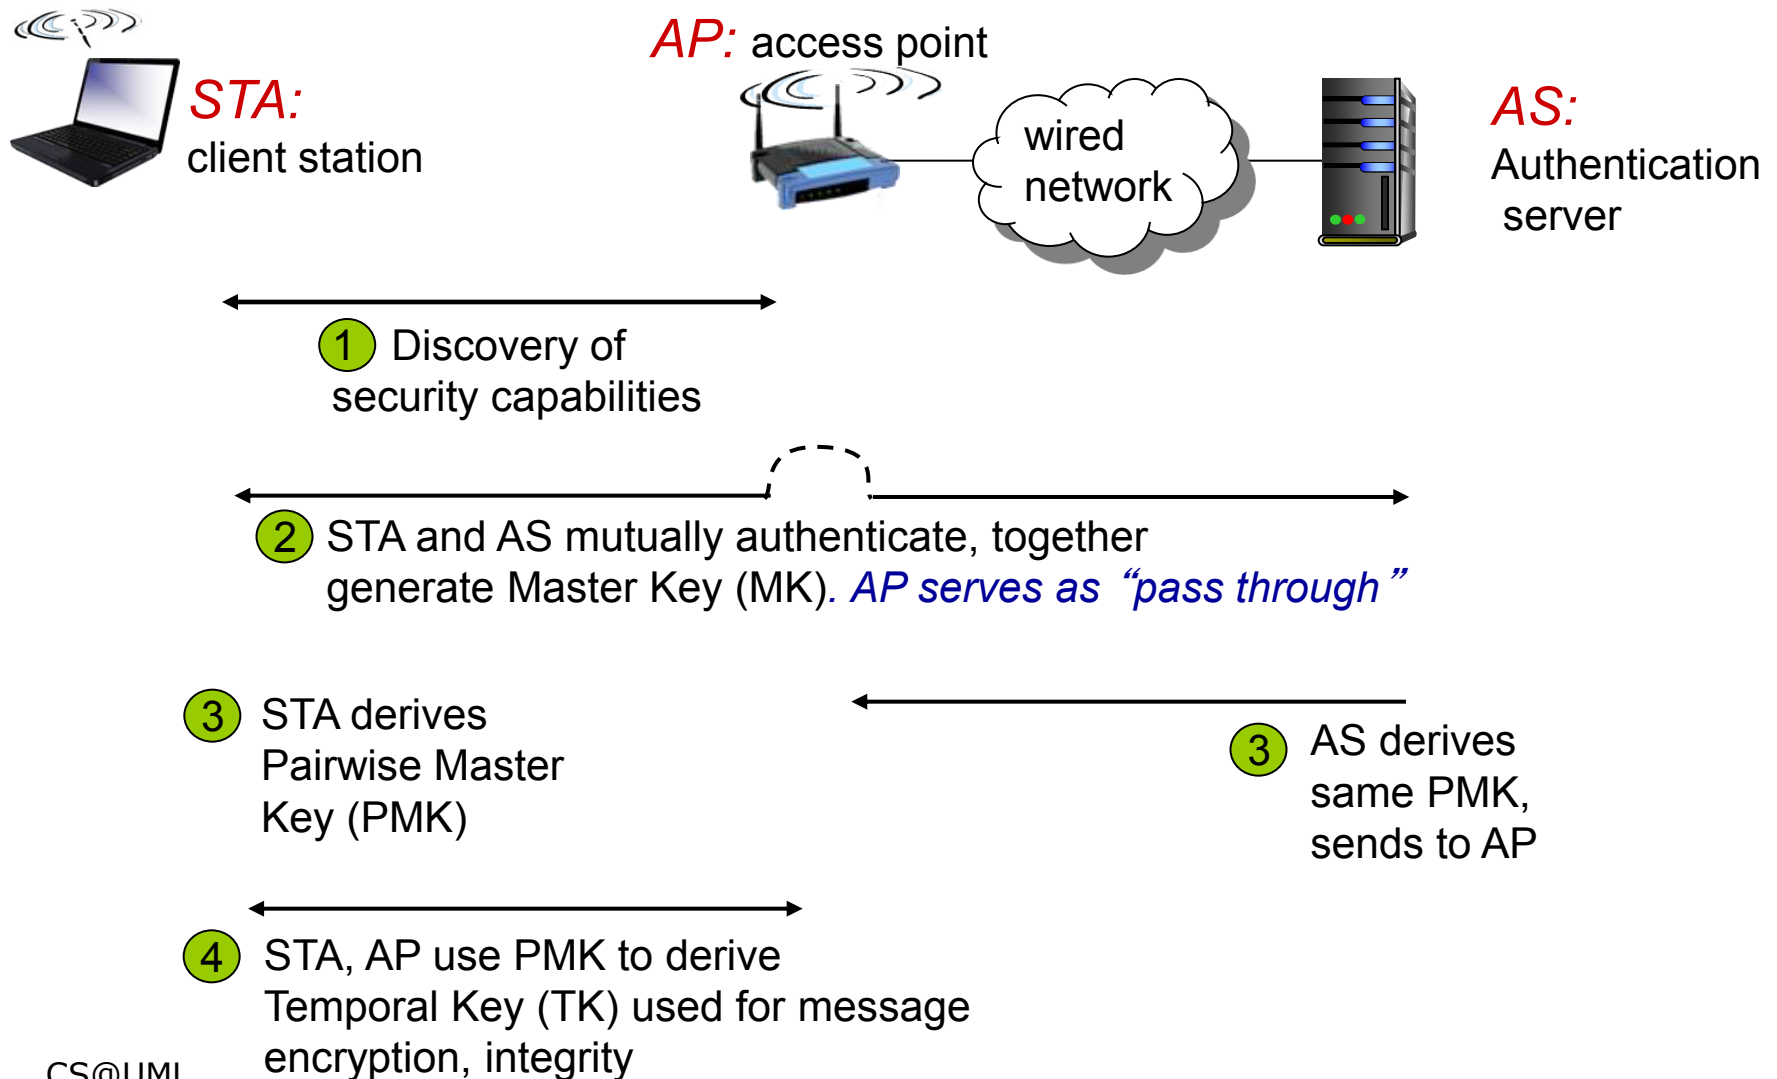 AP: access point
STA:
client station
wired
network
AS:
Authentication
server
1 Discovery of
security capabilities
2 STA and AS mutually authenticate, together
generate Master Key (MK). AP serves as “pass through”
3 STA derives
Pairwise Master
Key (PMK)
3 AS derives
same PMK,
sends to AP
4 STA, AP use PMK to derive
Temporal Key (TK) used for message
encryption, integrity